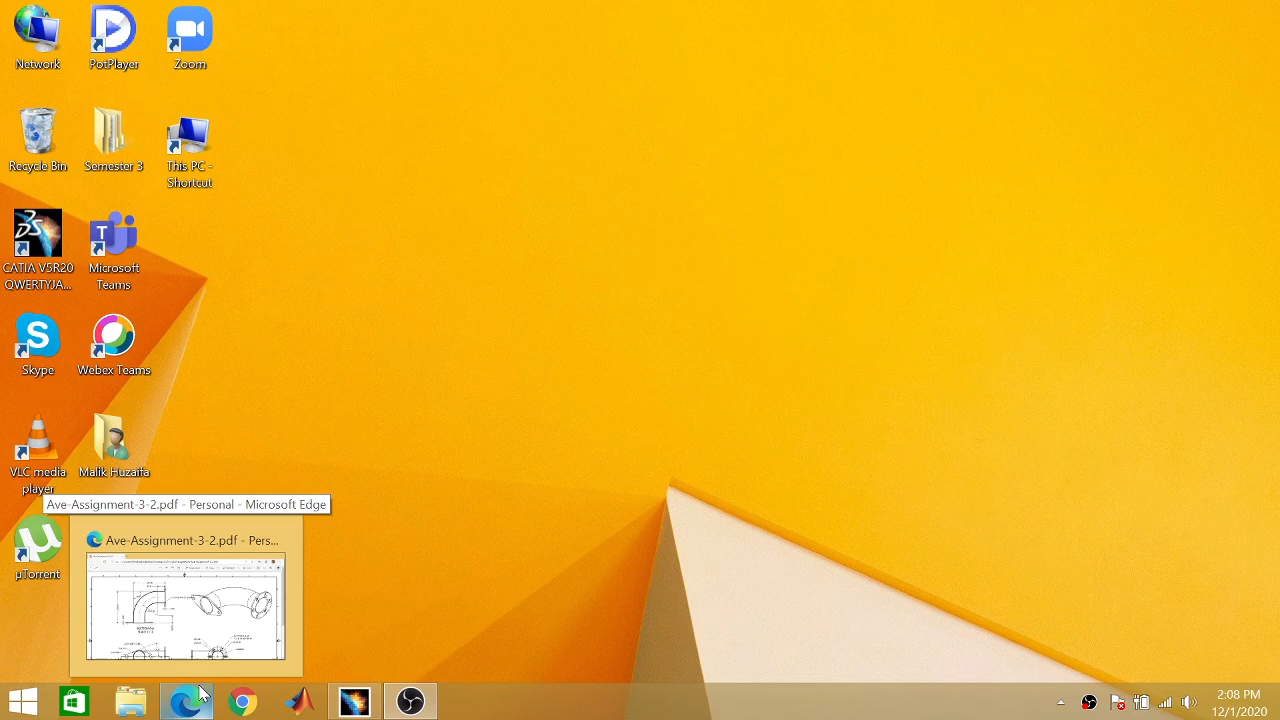 Network
PotPlayer
Zoom
Recycle Bin
Semester 3
This PC -
Shortcut
CATIA V5R20
QWERTYJA...
Microsoft
Teams
Skype
Webex Teams
VLC media
player
Malik Huzaifa
Ave-Assignment-3-2.pdf - Personal - Microsoft Edge
Ave-Assignment-3-2.pdf - Pers...
µTorrent
2:08 PM
12/1/2020